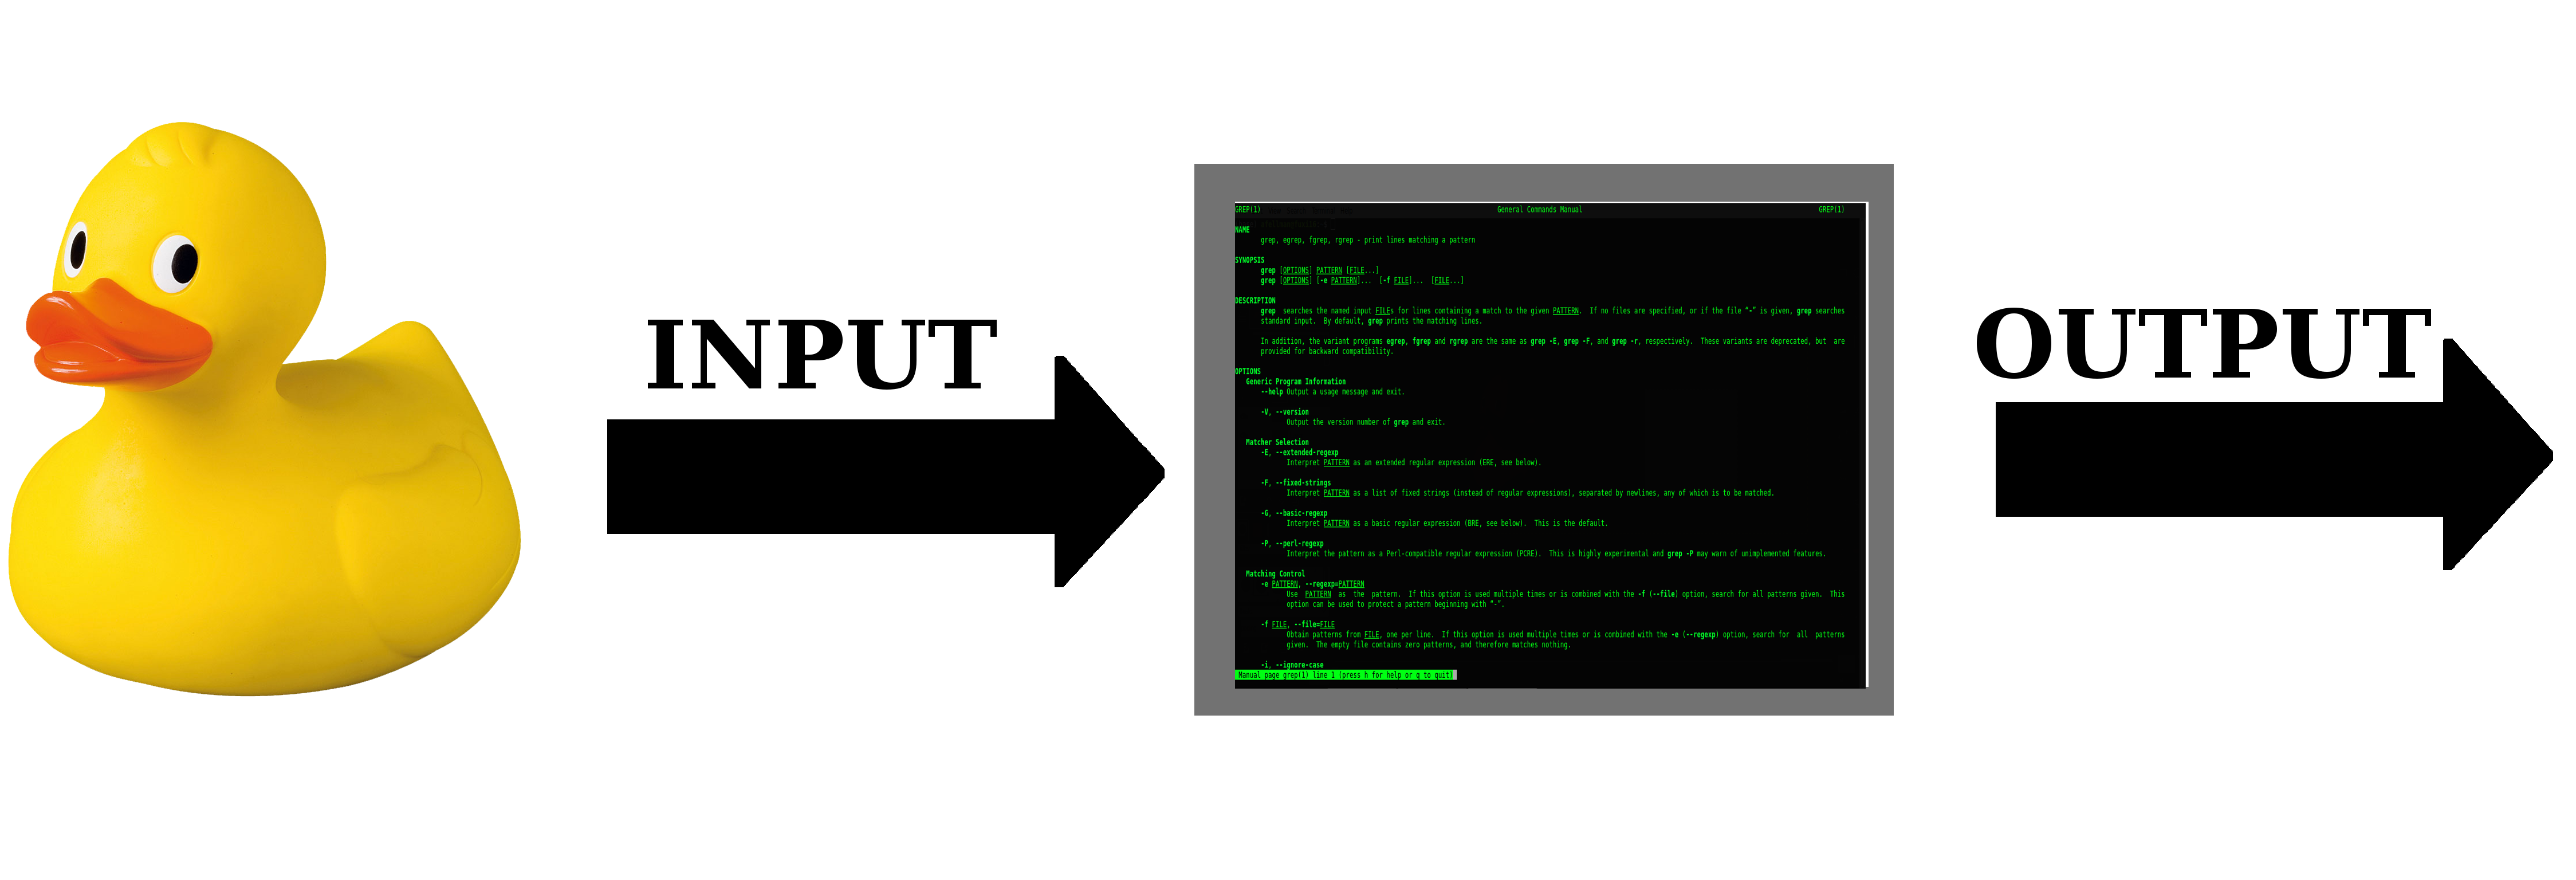 INPUT
GREP(1) General Commands Manual GREP(1)
NAME
grep, egrep, fgrep, rgrep - print lines matching a pattern
SYNOPSIS
grep [OPTIONS] PATTERN [FILE...]
grep [OPTIONS] [-e PATTERN]... [-f FILE]... [FILE...]
DESCRIPTION
grep searches the named input FILEs for lines containing a match to the given PATTERN. If no files are specified, or if the file “-” is given, grep searches
standard input. By default, grep prints the matching lines.
In addition, the variant programs egrep, fgrep and rgrep are the same as grep -E, grep -F, and grep -r, respectively. These variants are deprecated, but are
provided for backward compatibility.
OPTIONS
Generic Program Information
--help Output a usage message and exit.
-V, --version
Output the version number of grep and exit.
Matcher Selection
-E, --extended-regexp
Interpret PATTERN as an extended regular expression (ERE, see below).
-F, --fixed-strings
Interpret PATTERN as a list of fixed strings (instead of regular expressions), separated by newlines, any of which is to be matched.
-G, --basic-regexp
Interpret PATTERN as a basic regular expression (BRE, see below). This is the default.
-P, --perl-regexp
Interpret the pattern as a Perl-compatible regular expression (PCRE). This is highly experimental and grep -P may warn of unimplemented features.
Matching Control
-e PATTERN, --regexp=PATTERN
Use PATTERN as the pattern. If this option is used multiple times or is combined with the -f (--file) option, search for all patterns given. This
option can be used to protect a pattern beginning with “-”.
-f FILE, --file=FILE
Obtain patterns from FILE, one per line. If this option is used multiple times or is combined with the -e (--regexp) option, search for all patterns
given. The empty file contains zero patterns, and therefore matches nothing.
-i, --ignore-case
Manual page grep(1) line 1 (press h for help or q to quit)
OUTPUT